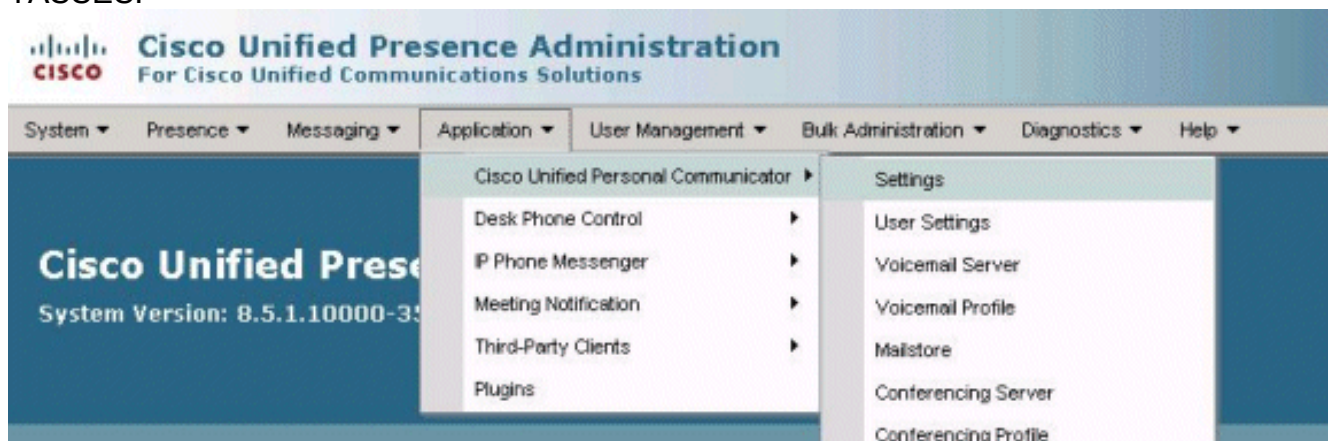 CISCO
Cisco Unified Presence Administration
For Cisco Unified Communications Solutions
System Presence Messaging Application User Management Bulk Administration Diagnostics Help
Cisco Unified Personal Communicator Settings
Desk Phone Control User Settings
IP Phone Messenger Voicemail Server
Cisco Unified
Meeting Notification Voicemail Profile
System Version: 8.5.1.10000-
Third-Party Clients Mailstore
Plugins Conferencing Server
Conferencing Profile